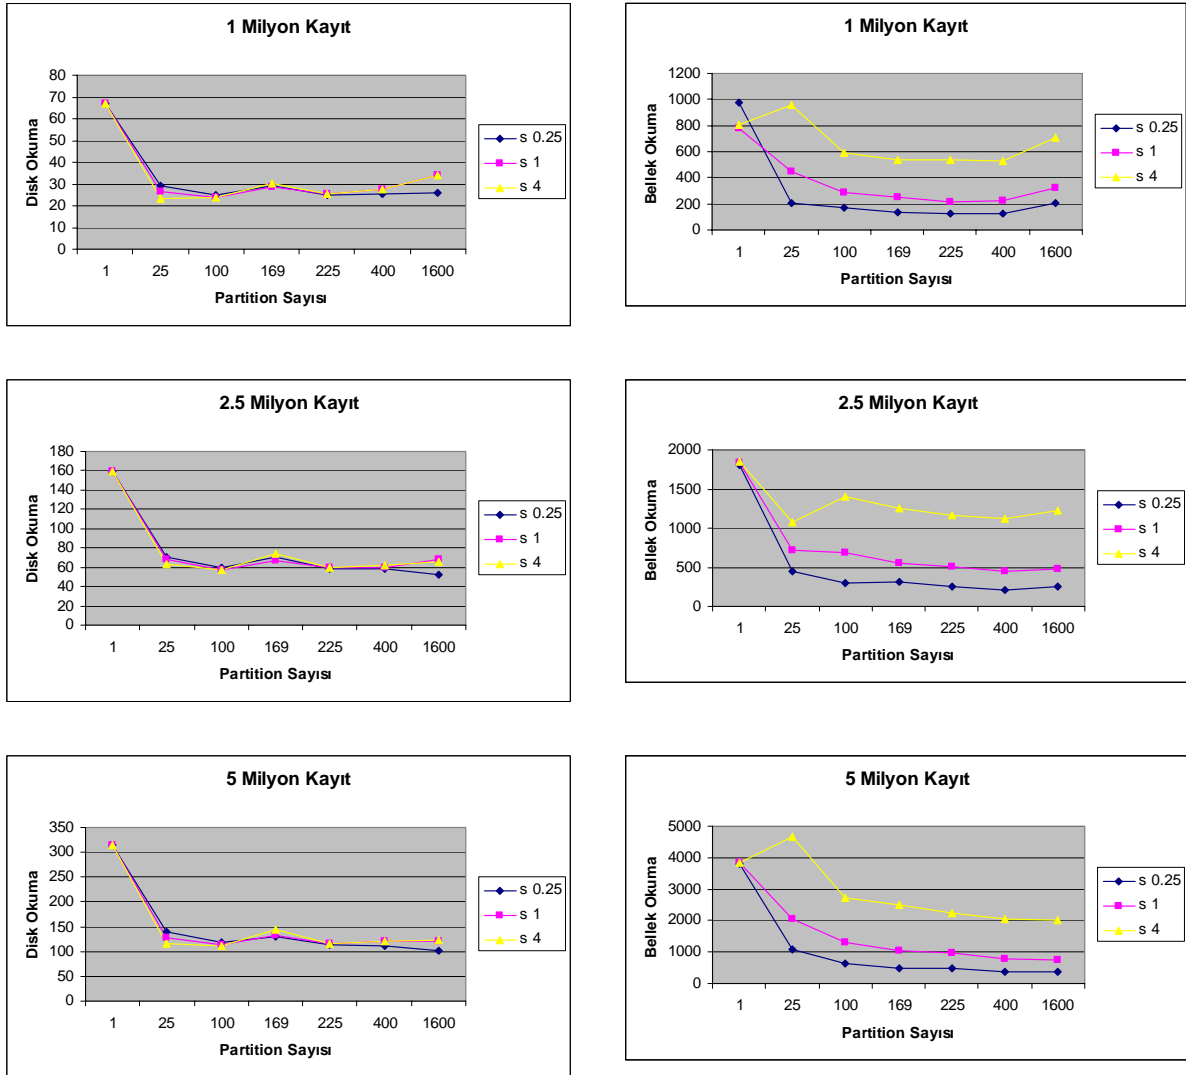 1 Milyon Kayıt
80
70
60
50
40
30
20
10
0
Disk Okuma
1 25 100 169 225 400 1600
Partition Sayısı
s 0.25
s 1
s 4
1 Milyon Kayıt
1200
1000
800
600
400
200
0
Bellek Okuma
1 25 100 169 225 400 1600
Partition Sayısı
s 0.25
s 1
s 4
2.5 Milyon Kayıt
180
160
140
120
100
80
60
40
20
0
Disk Okuma
1 25 100 169 225 400 1600
Partition Sayısı
s 0.25
s 1
s 4
2.5 Milyon Kayıt
2000
1500
1000
500
0
Bellek Okuma
1 25 100 169 225 400 1600
Partition Sayısı
s 0.25
s 1
s 4
5 Milyon Kayıt
350
300
250
200
150
100
50
0
Disk Okuma
1 25 100 169 225 400 1600
Partition Sayısı
s 0.25
s 1
s 4
5 Milyon Kayıt
5000
4000
3000
2000
1000
0
Bellek Okuma
1 25 100 169 225 400 1600
Partition Sayısı
s 0.25
s 1
s 4